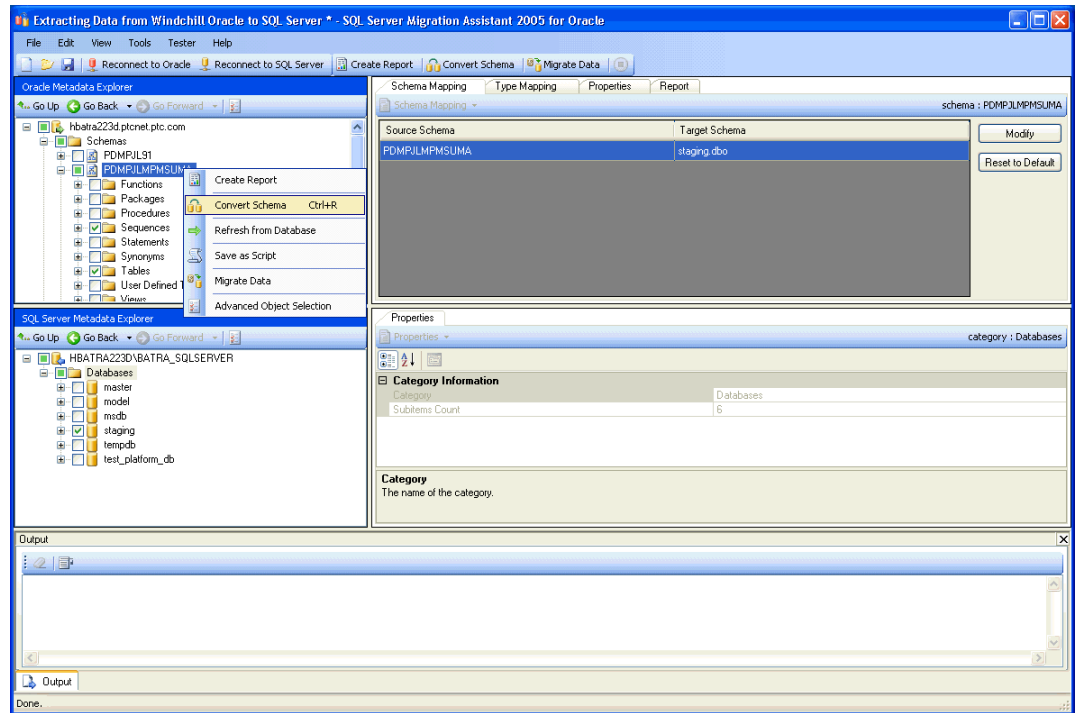 Extracting Data from Windchill Oracle to SQL Server * - SQL Server Migration Assistant 2005 for Oracle
File Edit View Tools Tester Help
Reconnect to Oracle Reconnect to SQL Server Create Report Convert Schema Migrate Data
Oracle Metadata Explorer
Go Up Go Back Go Forward
hbatra223d.ptcnet.ptc.com
Schemas
PDMPJL91
PDMPJLMPMSUMA
Functions
Packages
Procedures
Sequences
Statements
Synonyms
Tables
User Defined T
Views
Create Report
Convert Schema Ctrl+R
Refresh from Database
Save as Script
Migrate Data
Advanced Object Selection
Schema Mapping Type Mapping Properties Report
Schema Mapping schema : PDMPJLMPMSUMA
Source Schema Target Schema
PDMPJLMPMSUMA staging.dbo
Modify
Reset to Default
SQL Server Metadata Explorer
Go Up Go Back Go Forward
HBATRA223D\BATRA_SQLSERVER
Databases
master
model
msdb
staging
tempdb
test_platform_db
Properties
Properties category : Databases
Category Information
Category Databases
Subitems Count 6
Category
The name of the category.
Output
Output
Done.